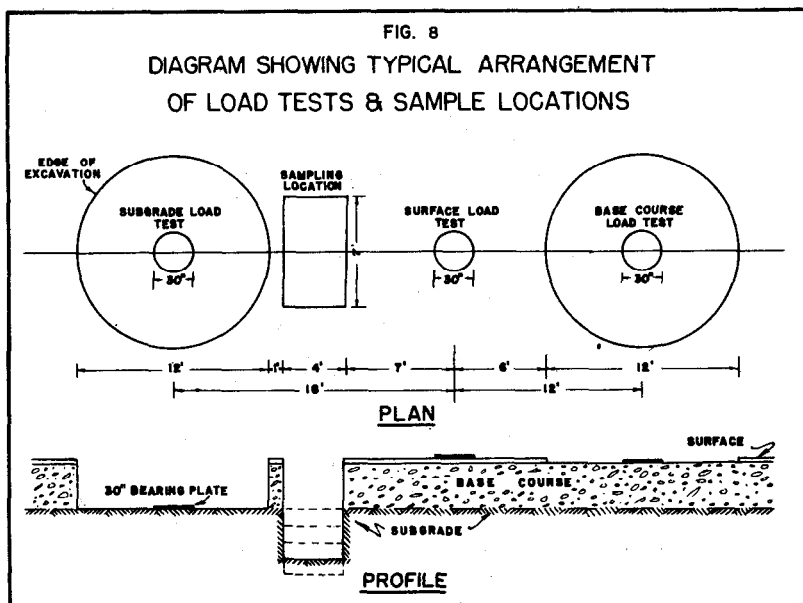 FIG. 8
DIAGRAM SHOWING TYPICAL ARRANGEMENT
OF LOAD TESTS & SAMPLE LOCATIONS
EDGE OF
EXCAVATION
SUBGRADE LOAD
TEST
30"
SAMPLING
LOCATION
SURFACE LOAD
TEST
30"
BASE COURSE
LOAD TEST
30"
12' 1' 4' 7' 6' 12'
16' 12'
PLAN
SURFACE
30" BEARING PLATE
BASE COURSE
SUBGRADE
PROFILE